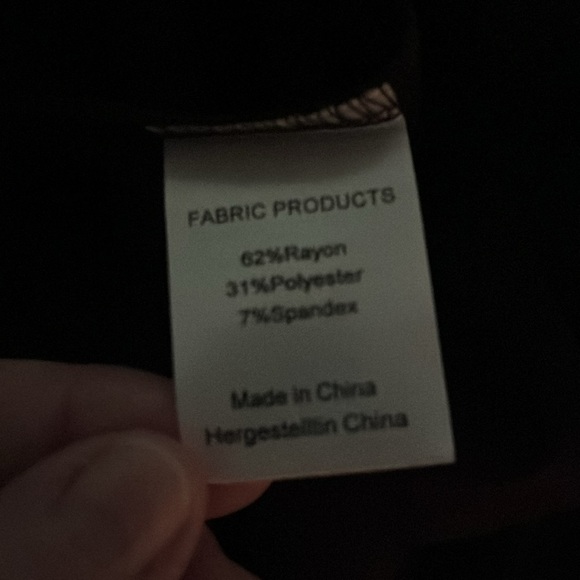 FABRIC PRODUCTS
62%Rayon
31%Polyester
7%Spandex
Made in China
Hergestelltin China